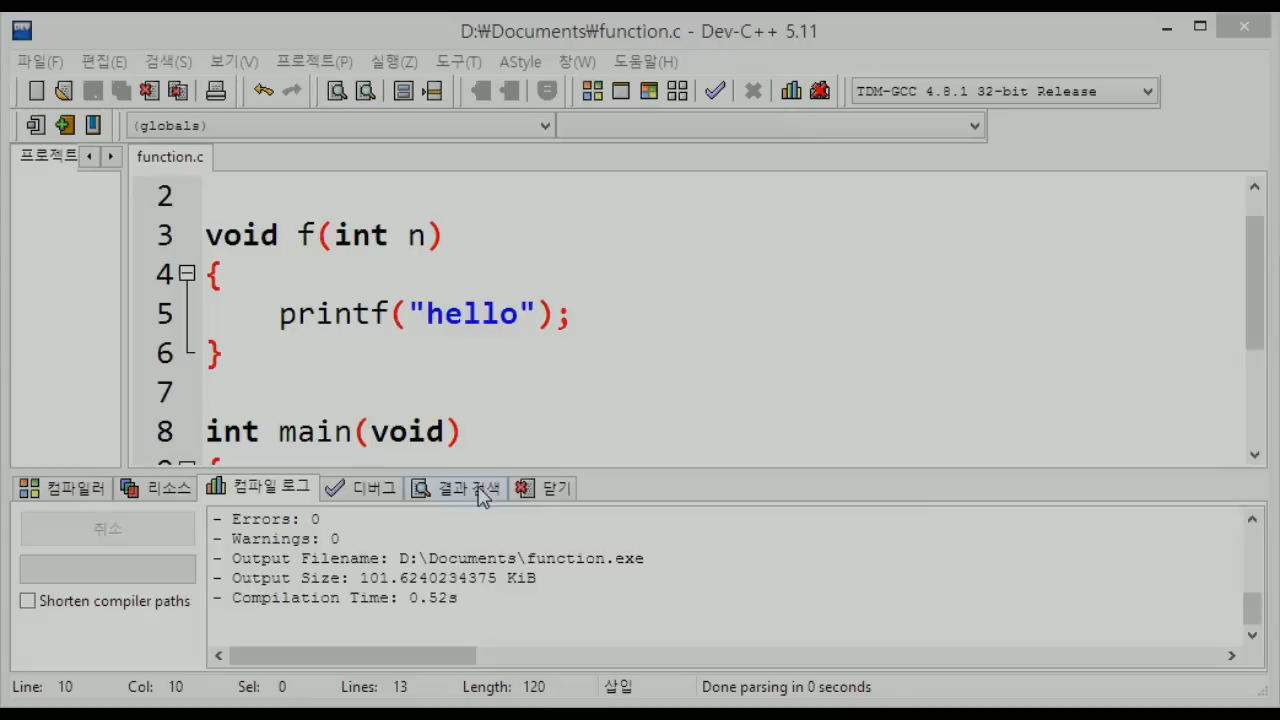 D:₩Documents₩function.c - Dev-C++ 5.11
파일(F) 편집(E) 검색(S) 보기(V) 프로젝트(P) 실행(Z) 도구(T) AStyle 창(W) 도움말(H)
TDM-GCC 4.8.1 32-bit Release
(globals)
프로젝트
function.c
2
3 void f(int n)
4 {
5 printf("hello");
6 }
7
8 int main(void)
컴파일러 리소스 컴파일 로그 디버그 결과 검색 닫기
취소
Shorten compiler paths
- Errors: 0
- Warnings: 0
- Output Filename: D:\Documents\function.exe
- Output Size: 101.6240234375 KiB
- Compilation Time: 0.52s
Line: 10 Col: 10 Sel: 0 Lines: 13 Length: 120 삽입 Done parsing in 0 seconds